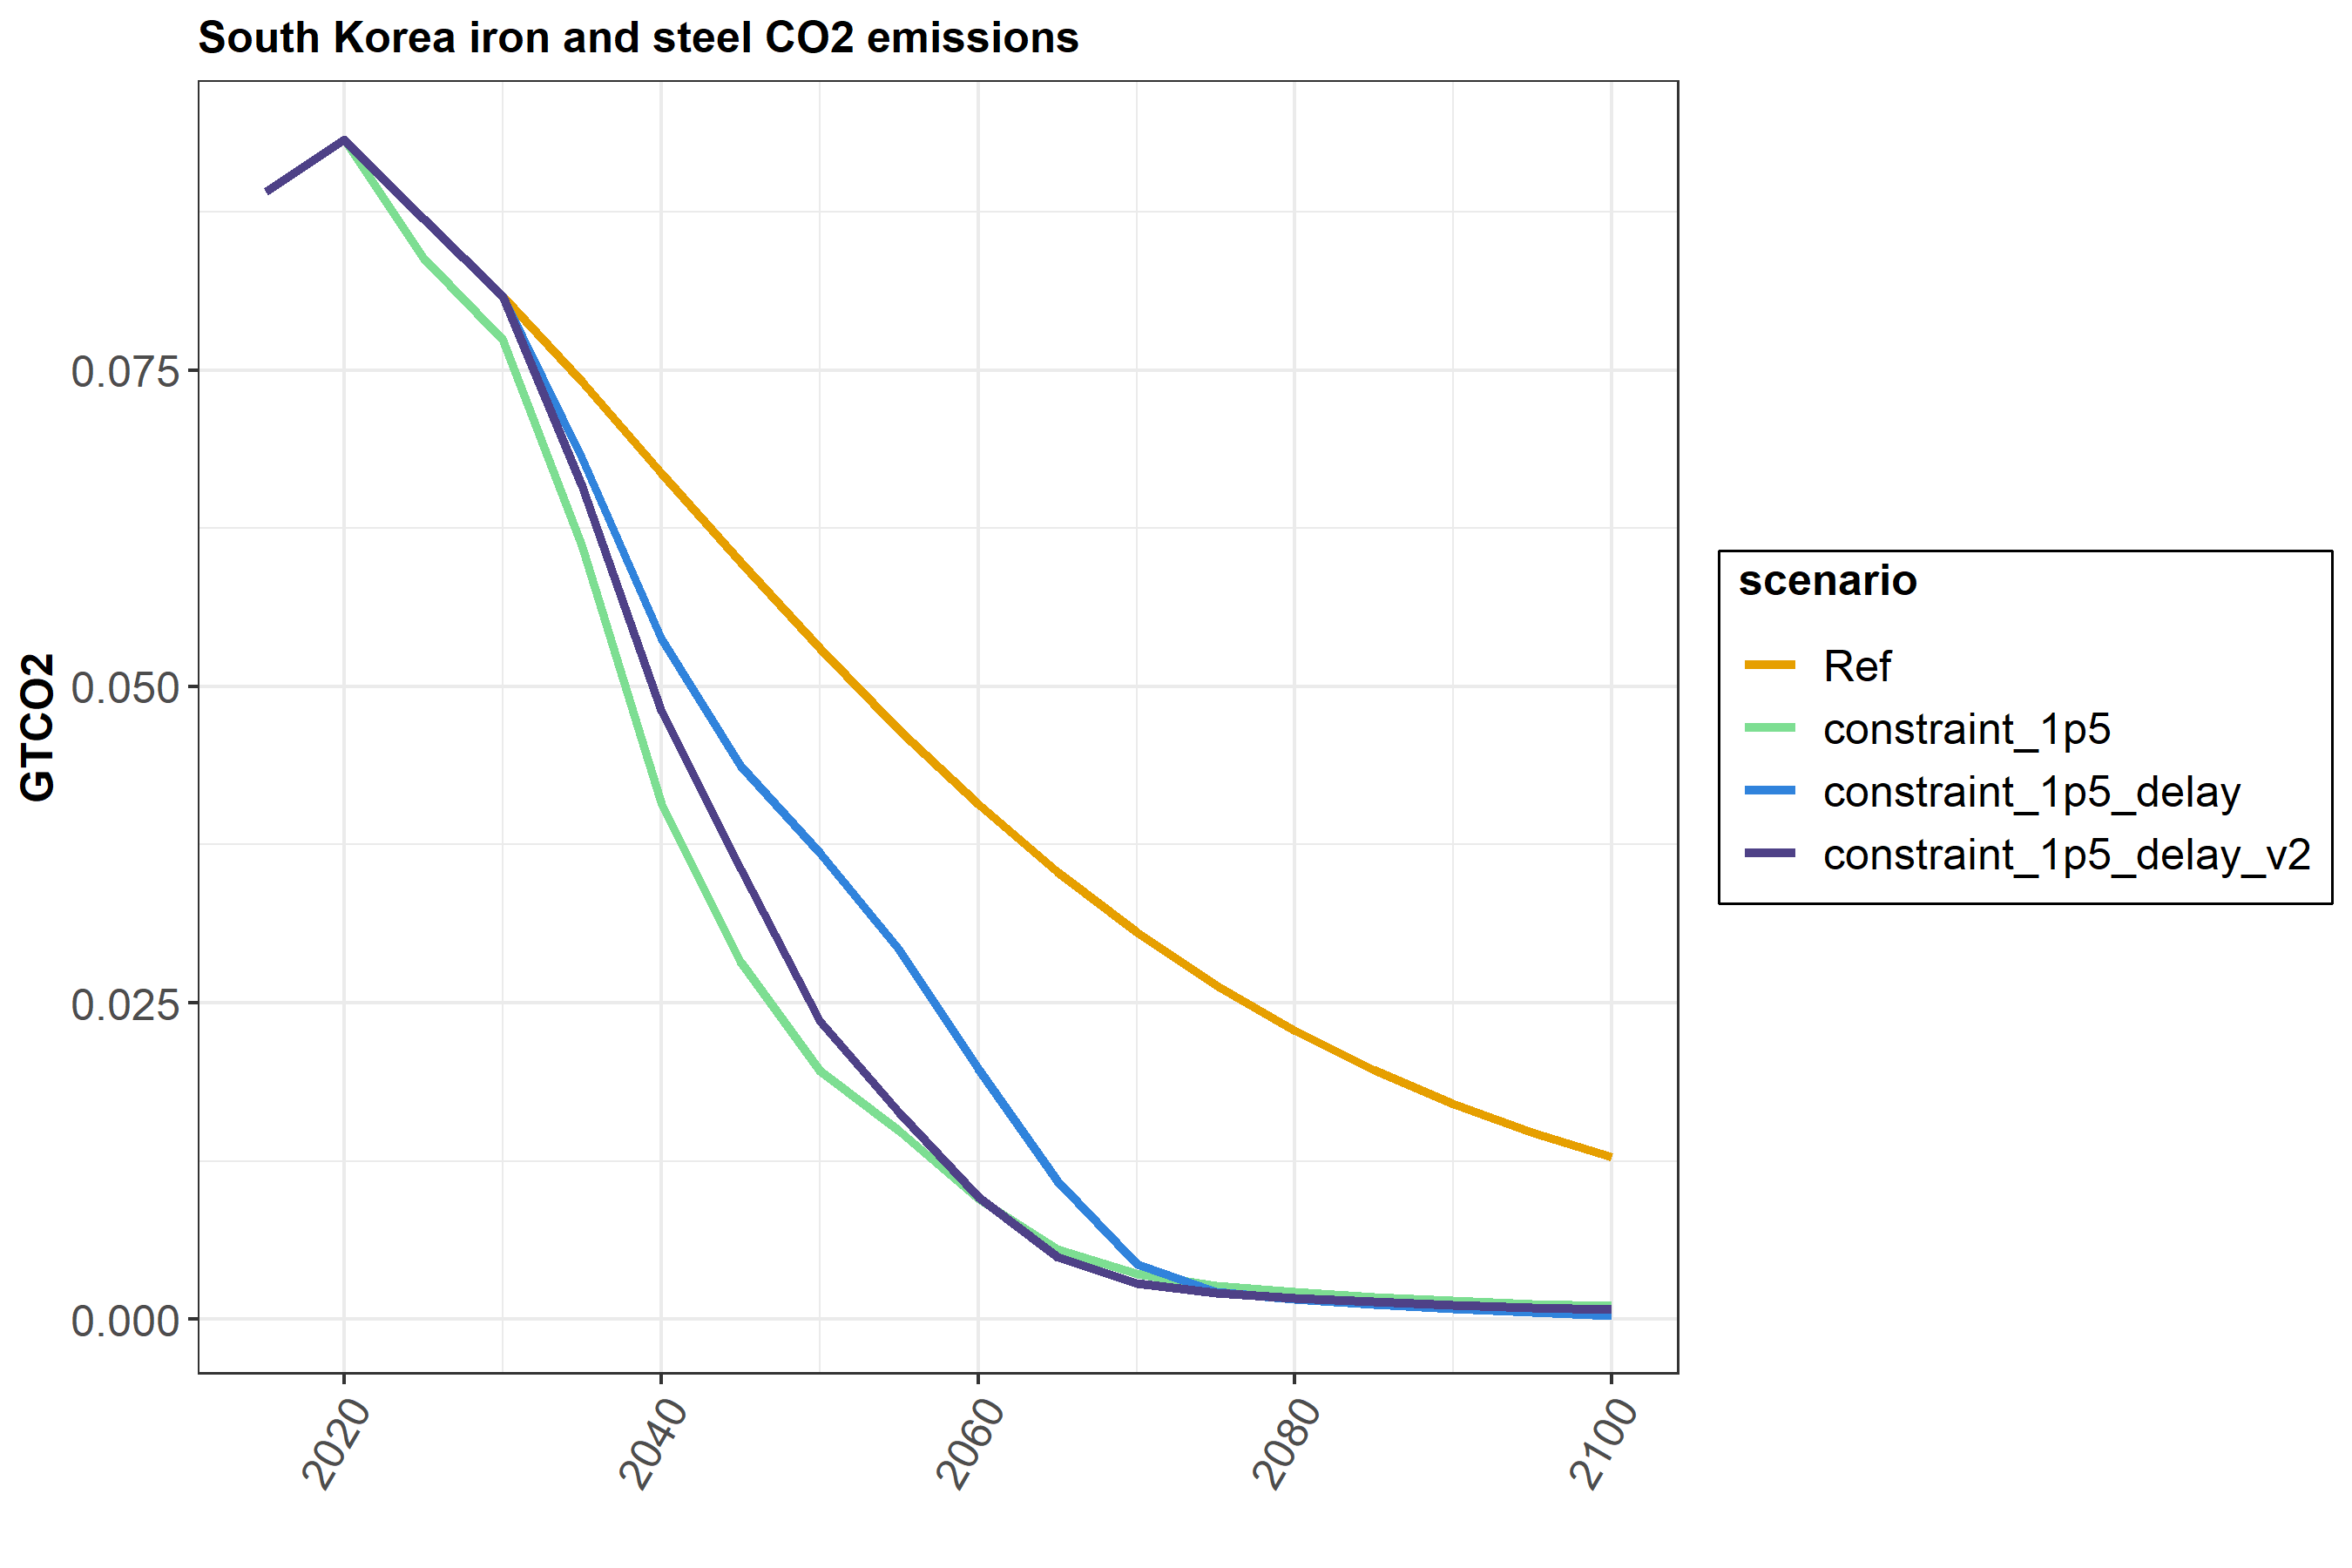 South Korea iron and steel CO2 emissions
GTCO2
0.075
0.050
0.025
0.000
2020
2040
2060
2080
2100
scenario
Ref
constraint_1p5
constraint_1p5_delay
constraint_1p5_delay_v2